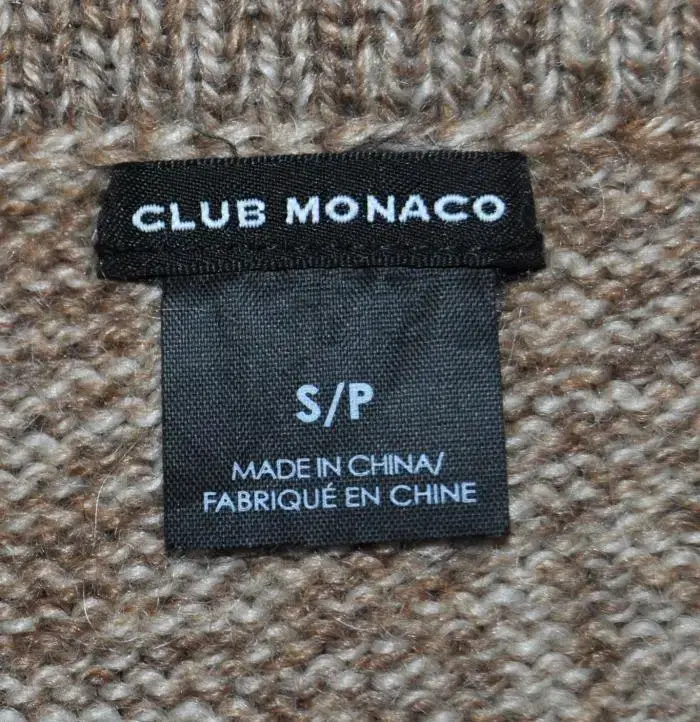 CLUB MONACO
S/P
MADE IN CHINA/
FABRIQUÉ EN CHINE